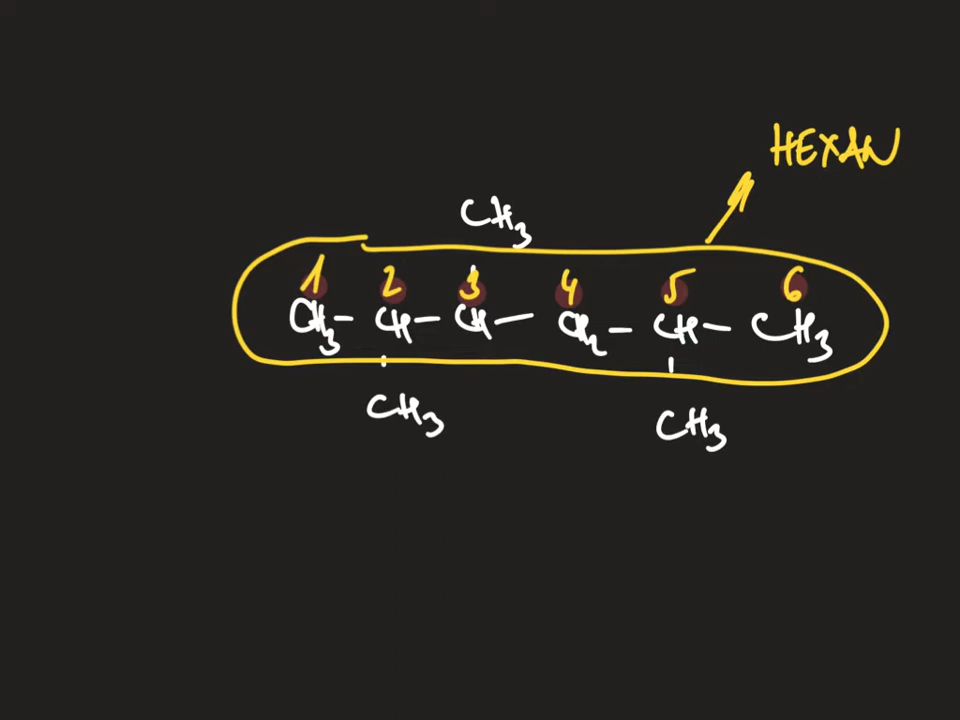 HEXAN
CH3
1 2 3 4 5 6
CH3 - CH - CH - CH2 - CH - CH3
CH3 CH3